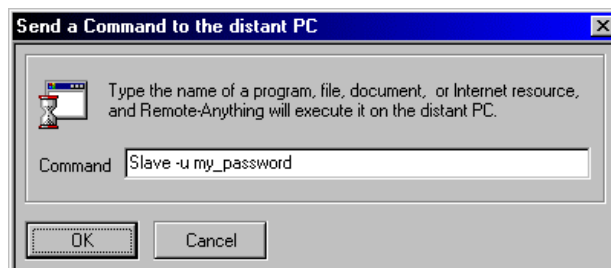 Send a Command to the distant PC
Type the name of a program, file, document, or Internet resource,
and Remote-Anything will execute it on the distant PC.
Command Slave -u my_password
OK Cancel